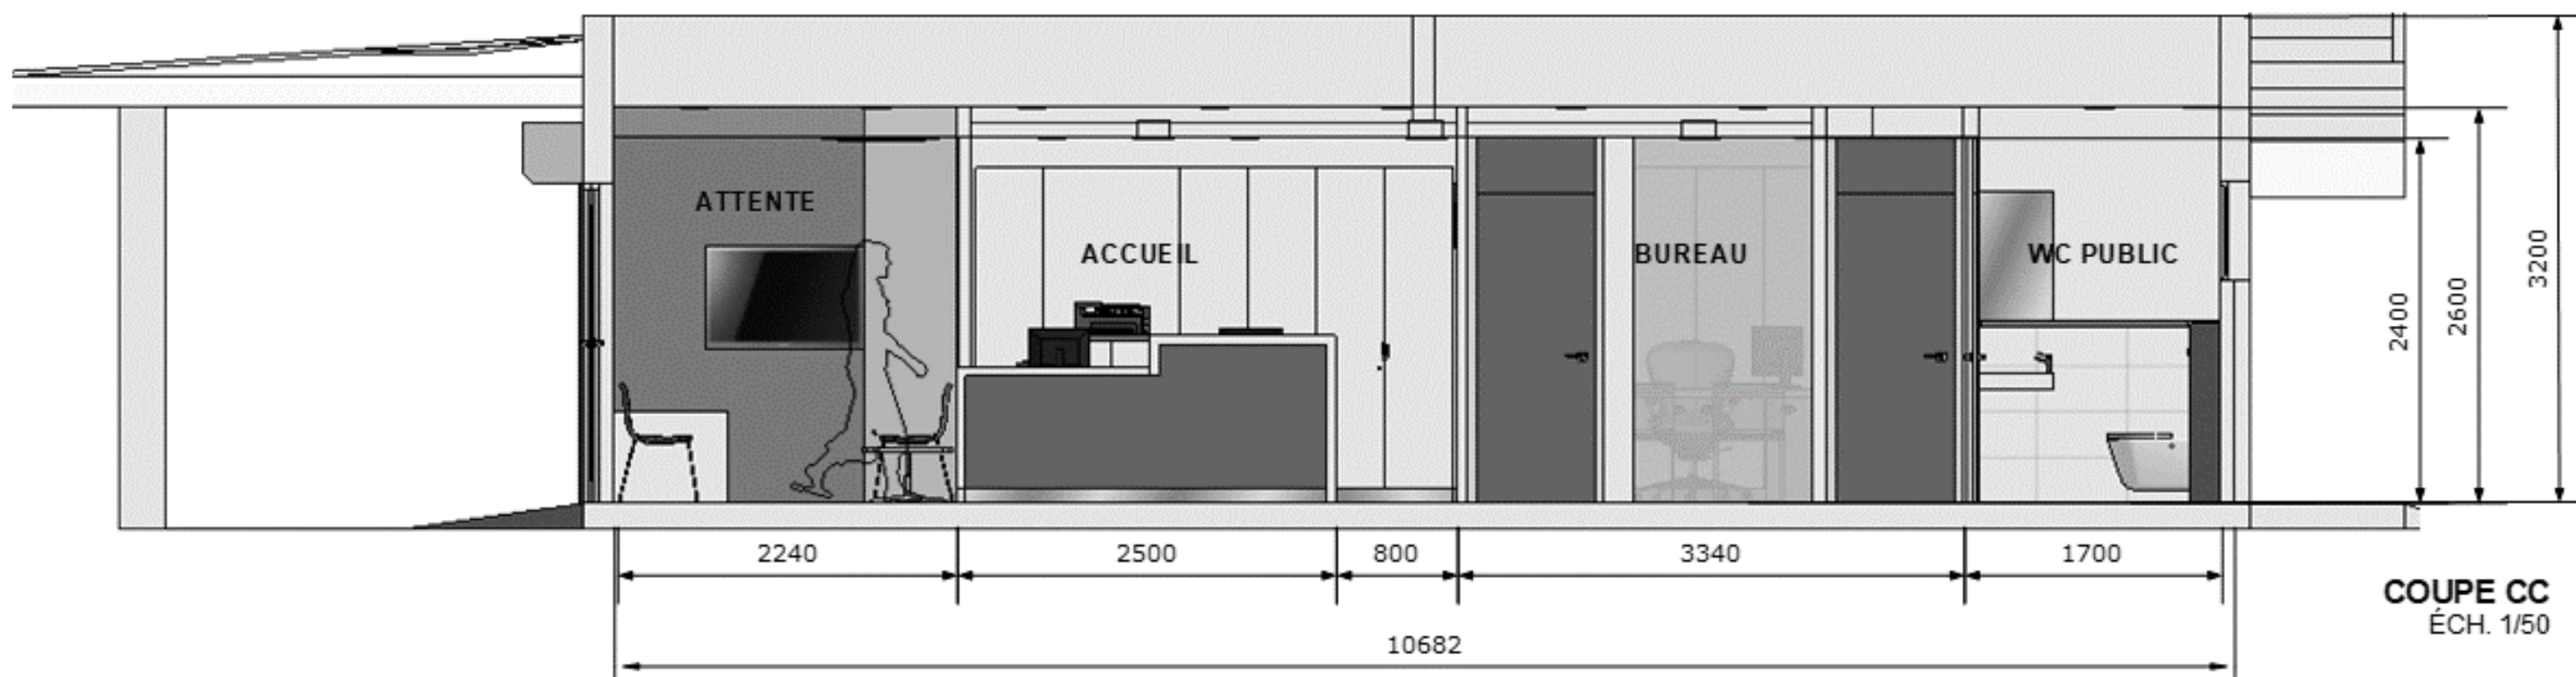 ATTENTE
ACCUEIL
BUREAU
WC PUBLIC
2400
2600
3200
2240
2500
800
3340
1700
10682
COUPE CC
ÉCH. 1/50